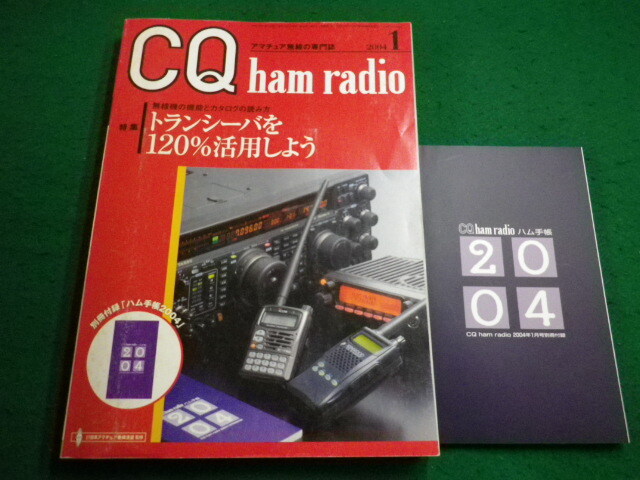 アマチュア無線の専門誌
2004 1
CQ ham radio
無線機の機能とカタログの読み方
特集
トランシーバを
120%活用しよう
別冊付録「ハム手帳2004」
20
04
CQ ham radio ハム手帳
20
04
CQ ham radio 2004年1月号別冊付録